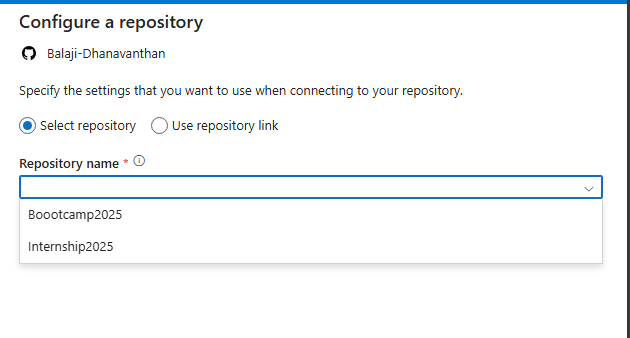 Configure a repository
Balaji-Dhanavanthan
Specify the settings that you want to use when connecting to your repository.
Select repository Use repository link
Repository name *
Boootcamp2025
Internship2025